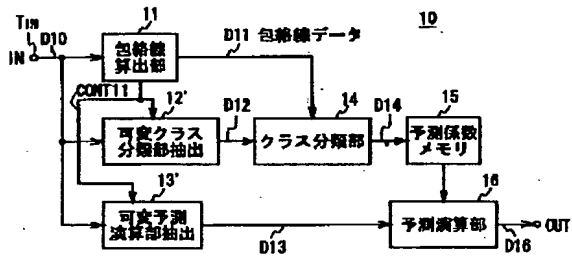 10
TIN
D10
IN
11
包絡線
算出部
D11 包絡線データ
CONT11
12'
可変クラス
分類部抽出
D12
14
クラス分類部
D14
15
予測係数
メモリ
13'
可変予測
演算部抽出
D13
16
予測演算部
OUT
D16